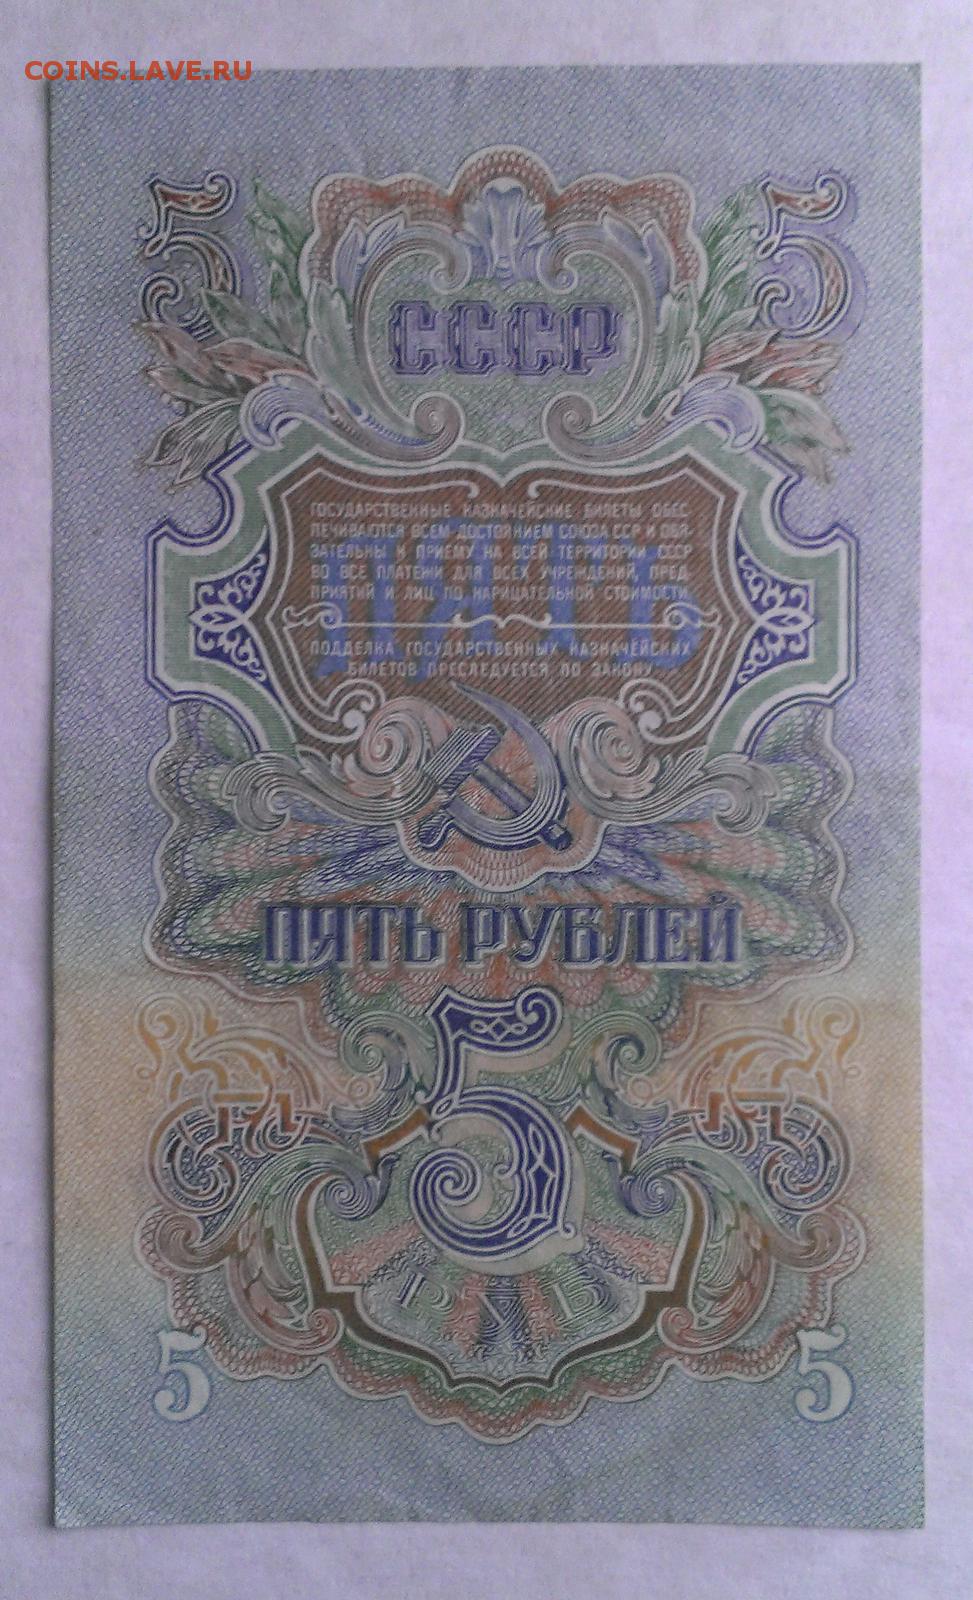 COINS.LAVE.RU
5 5
СССР
ГОСУДАРСТВЕННЫЕ КАЗНАЧЕЙСКИЕ БИЛЕТЫ ОБЕС
ПЕЧИВАЮТСЯ ВСЕМ ДОСТОЯНИЕМ СОЮЗА ССР И ОБЯ-
ЗАТЕЛЬНЫ К ПРИЕМУ НА ВСЕЙ ТЕРРИТОРИИ СССР
ВО ВСЕ ПЛАТЕЖИ ДЛЯ ВСЕХ УЧРЕЖДЕНИЙ, ПРЕД
ПРИЯТИЙ И ЛИЦ ПО НАРИЦАТЕЛЬНОЙ СТОИМОСТИ.
ПЯТЬ
ПОДДЕЛКА ГОСУДАРСТВЕННЫХ КАЗНАЧЕЙСКИХ
БИЛЕТОВ ПРЕСЛЕДУЕТСЯ ПО ЗАКОНУ.
ПЯТЬ РУБЛЕЙ
5
РУБ
5 5